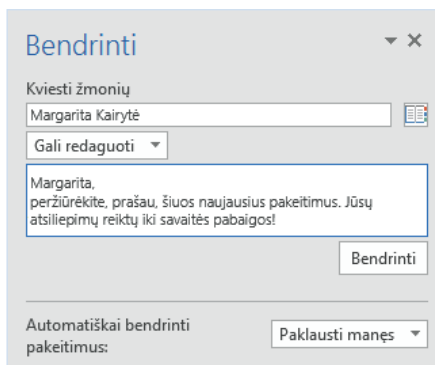 Bendrinti
Kviesti žmonių
Margarita Kairytė
Gali redaguoti
Margarita,
peržiūrėkite, prašau, šiuos naujausius pakeitimus. Jūsų
atsiliepimų reiktų iki savaitės pabaigos!
Bendrinti
Automatiškai bendrinti
pakeitimus:
Paklausti manęs